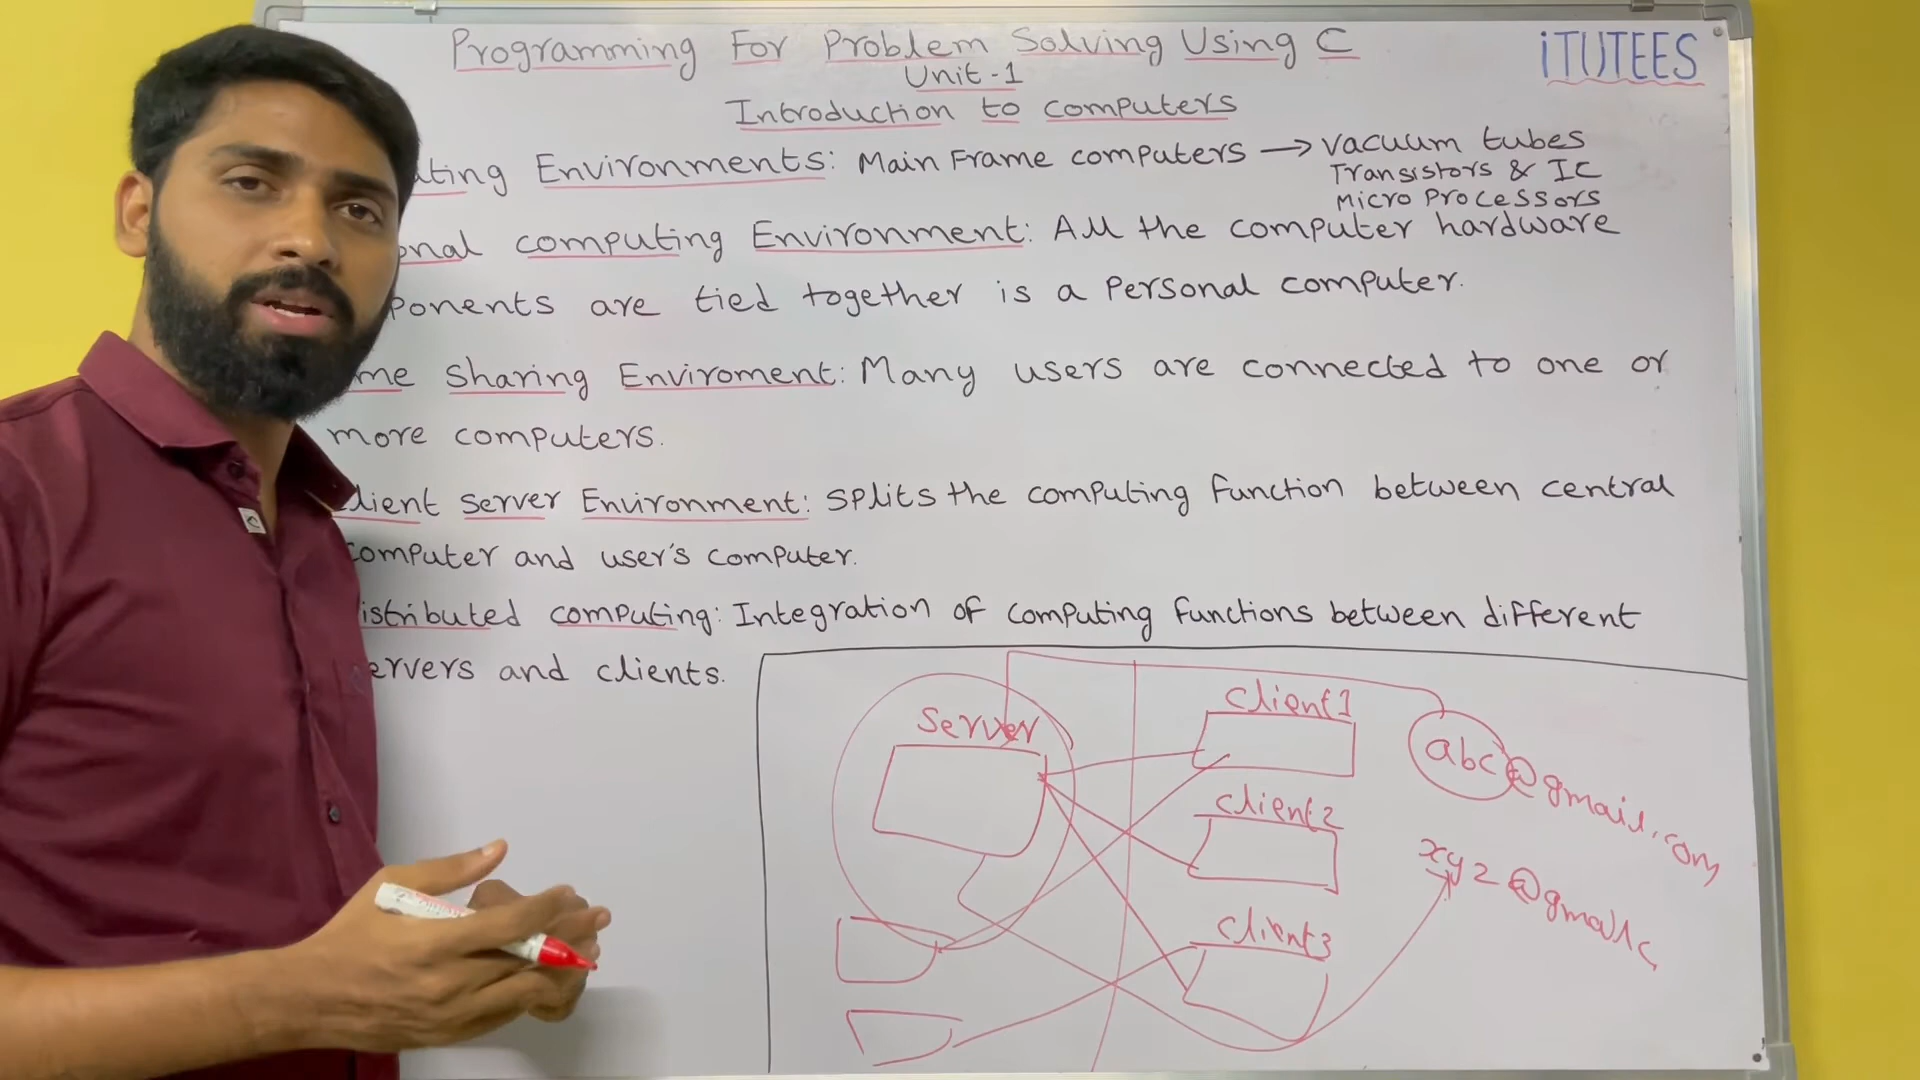 Programming For Problem Solving Using C
iTUTEES
Unit-1
Introduction to computers
ating Environments: Main Frame computers → vacuum tubes
Transistors & IC
Micro Processors
onal computing Environment: All the computer hardware
ponents are tied together is a Personal computer.
me sharing Enviroment: Many users are connected to one or
more computers.
lient server Environment: splits the computing function between central
computer and user's computer.
istributed computing: Integration of computing functions between different
ervers and clients.
Server
client1
client2
client3
abc@gmail.com